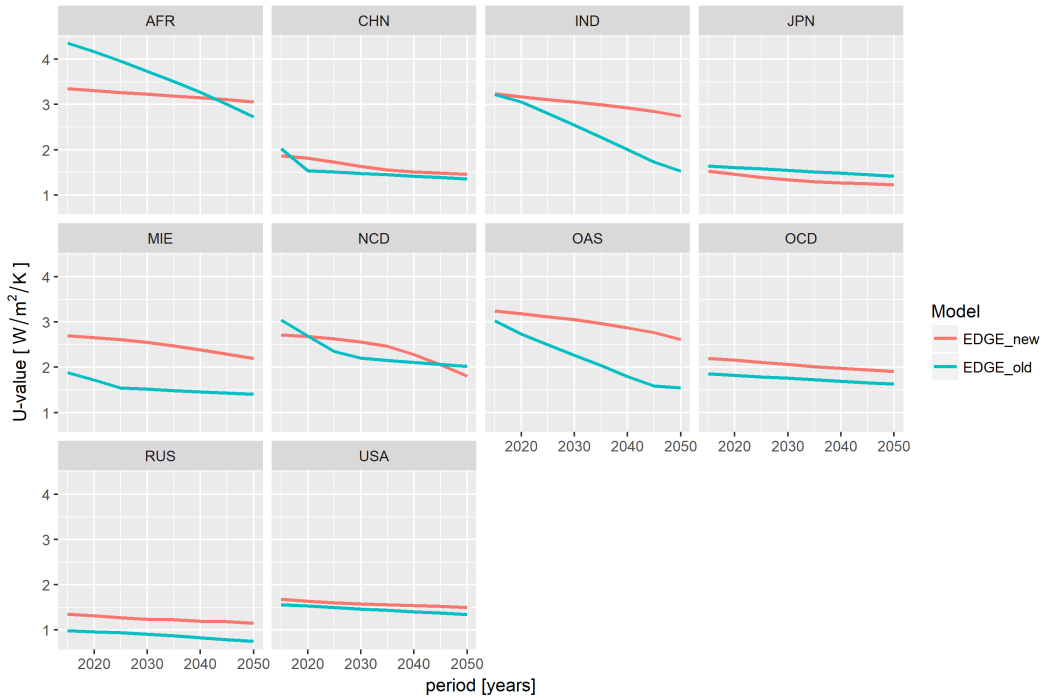 AFR CHN IND JPN
4
3
2
1
MIE NCD OAS OCD
4
3
2
1
2020 2030 2040 2050 2020 2030 2040 2050
RUS USA
4
3
2
1
2020 2030 2040 2050 2020 2030 2040 2050
period [years]
U-value [ W/m²/K ]
Model
EDGE_new
EDGE_old